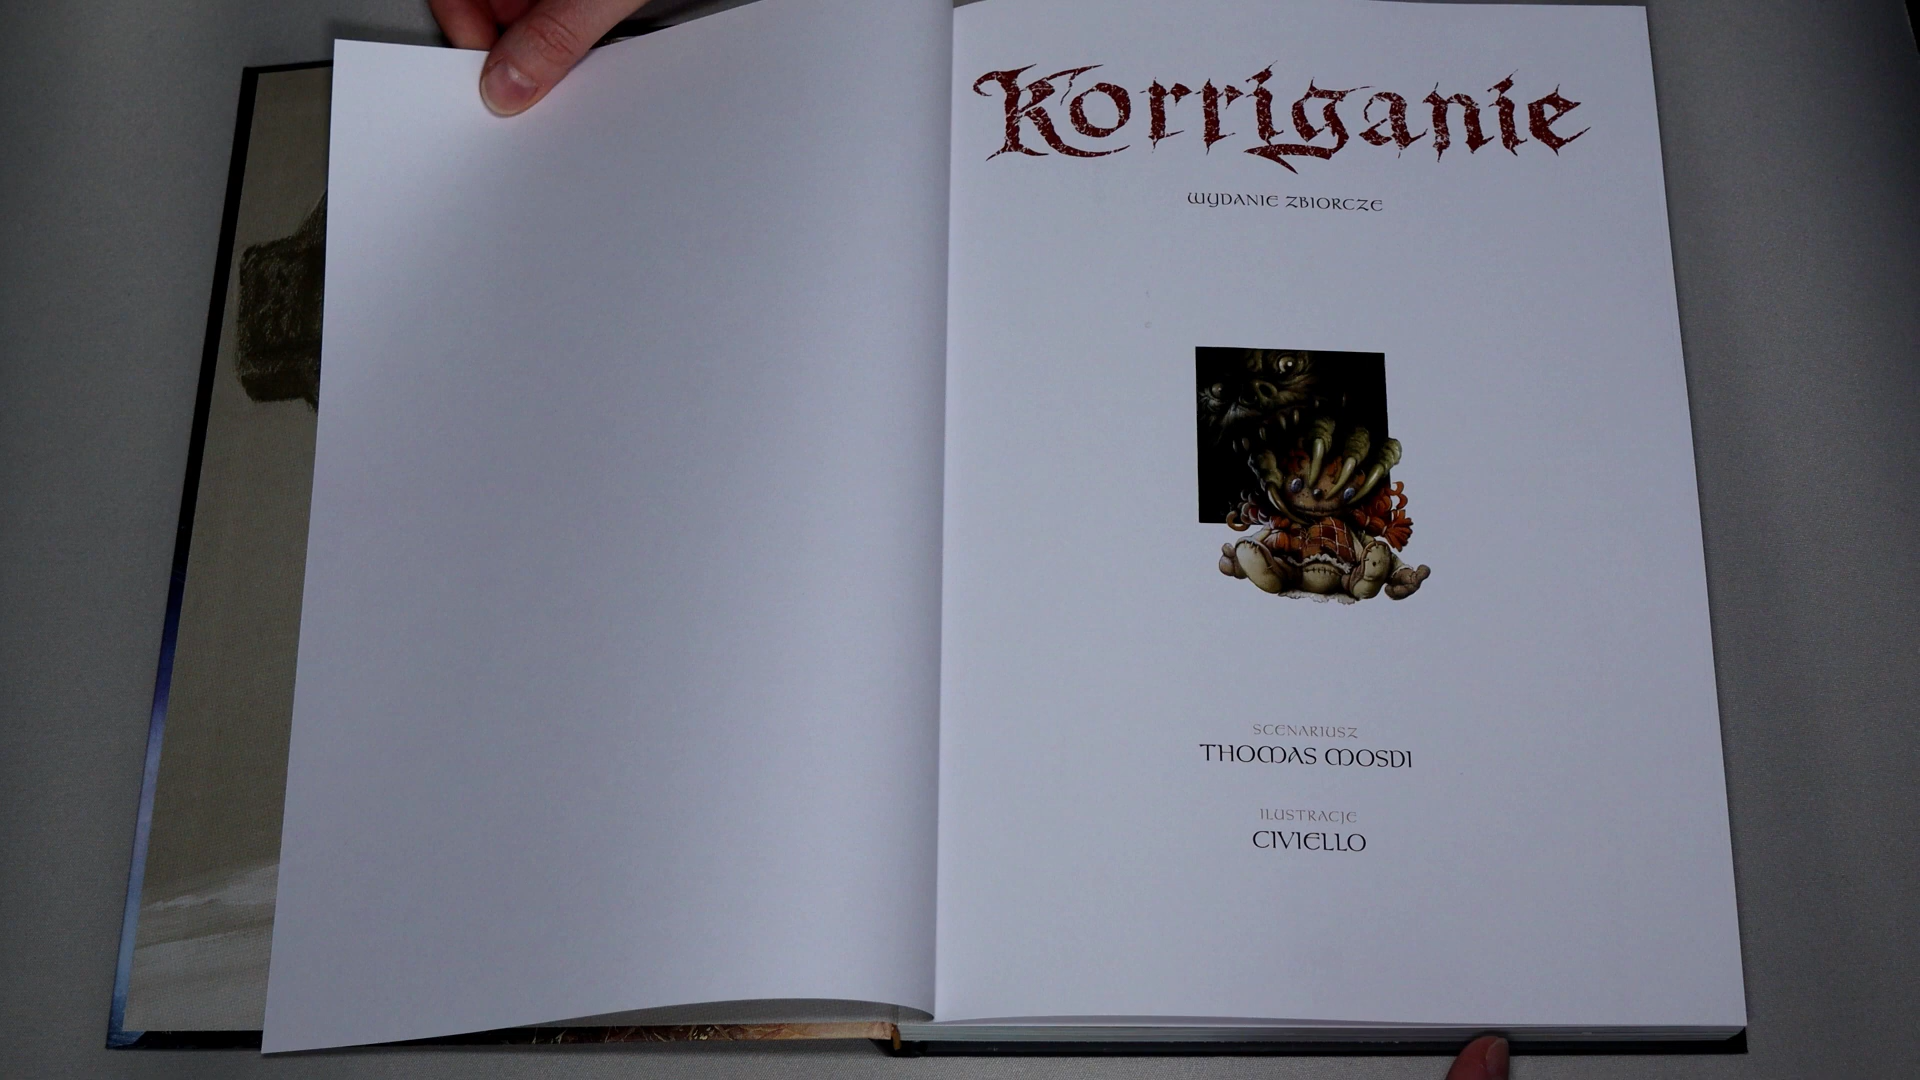 Korriganie
WYDANIE ZBIORCZE
SCENARIUSZ
THOMAS MOSDI
ILUSTRACJE
CIVIELLO